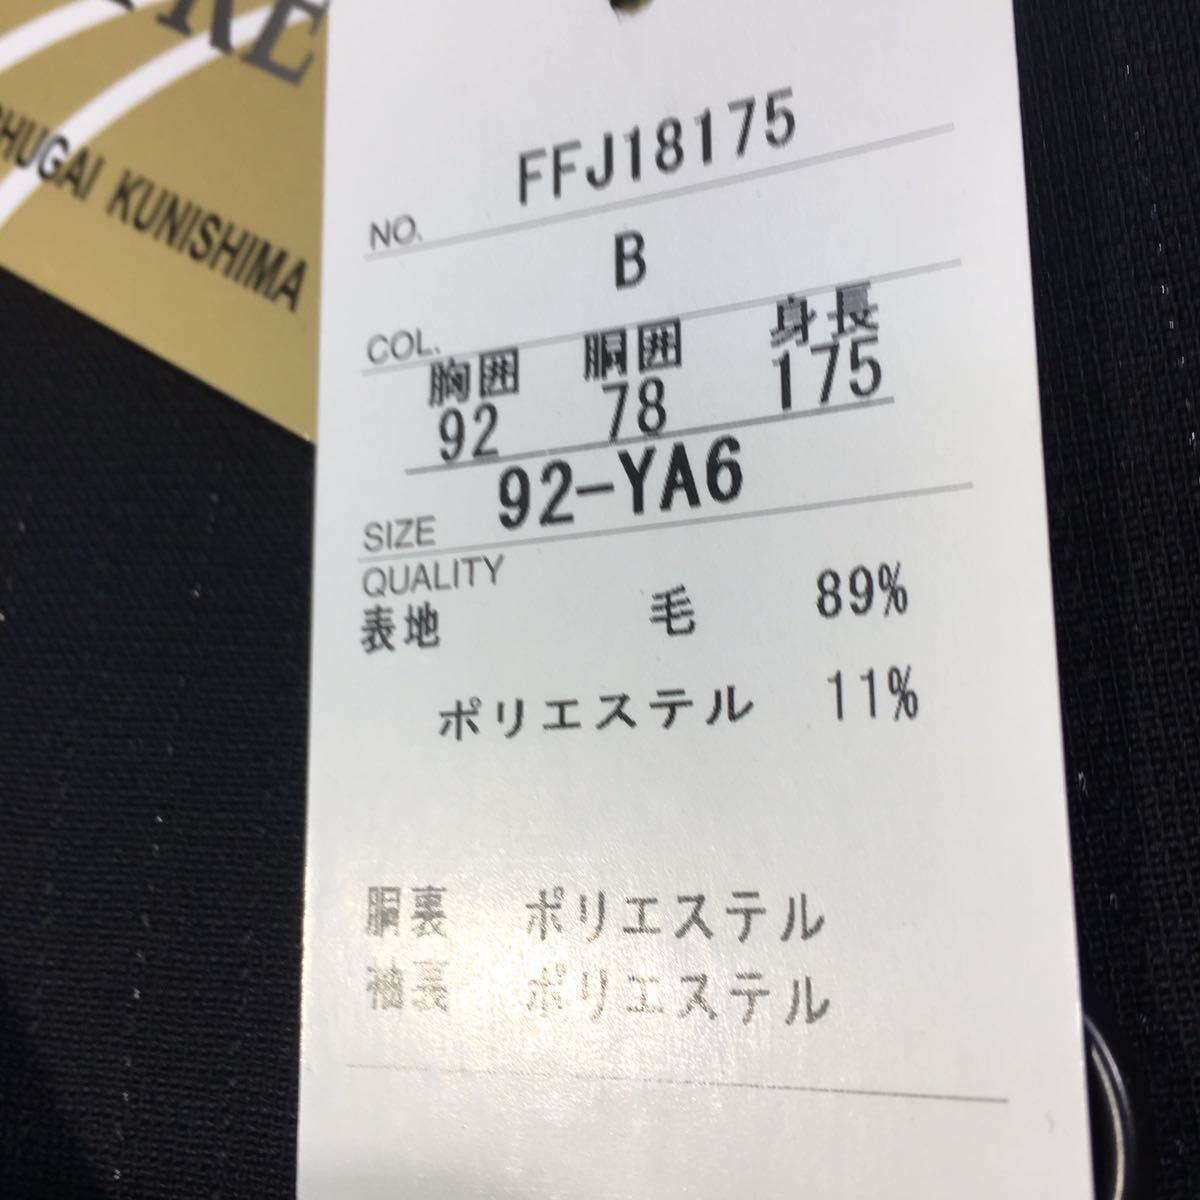 CHUGAI KUNISHIMA
NO. FFJ18175
COL. B
胸囲 胴囲 身長
92 78 175
SIZE 92-YA6
QUALITY
表地 毛 89%
ポリエステル 11%
胴裏 ポリエステル
袖裏 ポリエステル